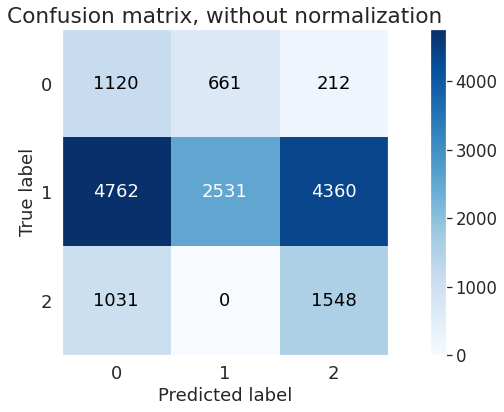 Confusion matrix, without normalization
True label
0
1120 661 212
1
4762 2531 4360
2
1031 0 1548
0 1 2
Predicted label
4000
3000
2000
1000
0